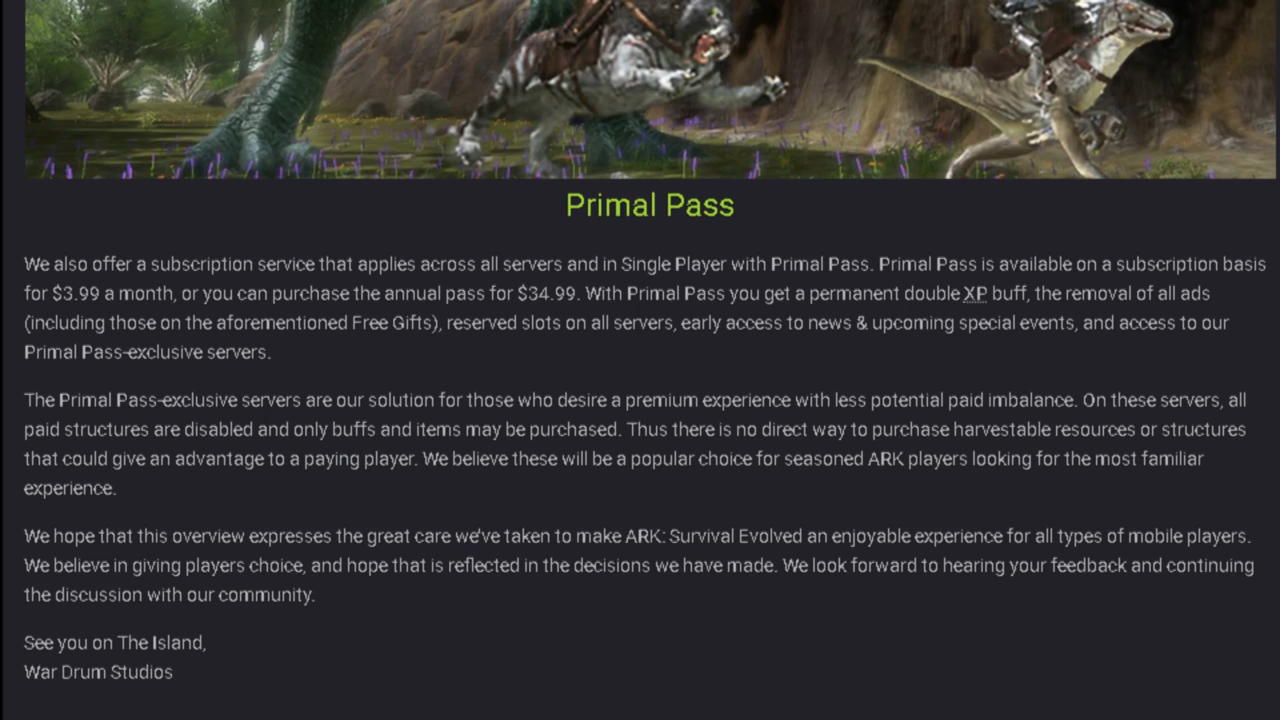 Primal Pass
We also offer a subscription service that applies across all servers and in Single Player with Primal Pass. Primal Pass is available on a subscription basis
for $3.99 a month, or you can purchase the annual pass for $34.99. With Primal Pass you get a permanent double XP buff, the removal of all ads
(including those on the aforementioned Free Gifts), reserved slots on all servers, early access to news & upcoming special events, and access to our
Primal Pass-exclusive servers.
The Primal Pass-exclusive servers are our solution for those who desire a premium experience with less potential paid imbalance. On these servers, all
paid structures are disabled and only buffs and items may be purchased. Thus there is no direct way to purchase harvestable resources or structures
that could give an advantage to a paying player. We believe these will be a popular choice for seasoned ARK players looking for the most familiar
experience.
We hope that this overview expresses the great care we've taken to make ARK: Survival Evolved an enjoyable experience for all types of mobile players.
We believe in giving players choice, and hope that is reflected in the decisions we have made. We look forward to hearing your feedback and continuing
the discussion with our community.
See you on The Island,
War Drum Studios